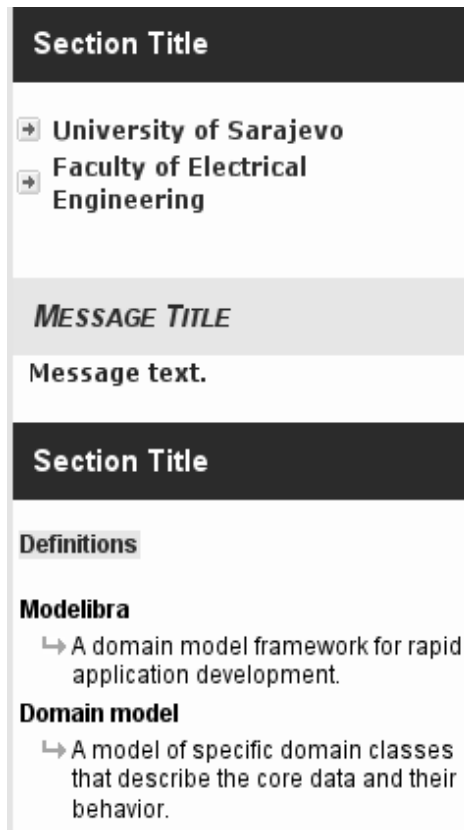 Section Title
University of Sarajevo
Faculty of Electrical
Engineering
MESSAGE TITLE
Message text.
Section Title
Definitions
Modelibra
A domain model framework for rapid
application development.
Domain model
A model of specific domain classes
that describe the core data and their
behavior.